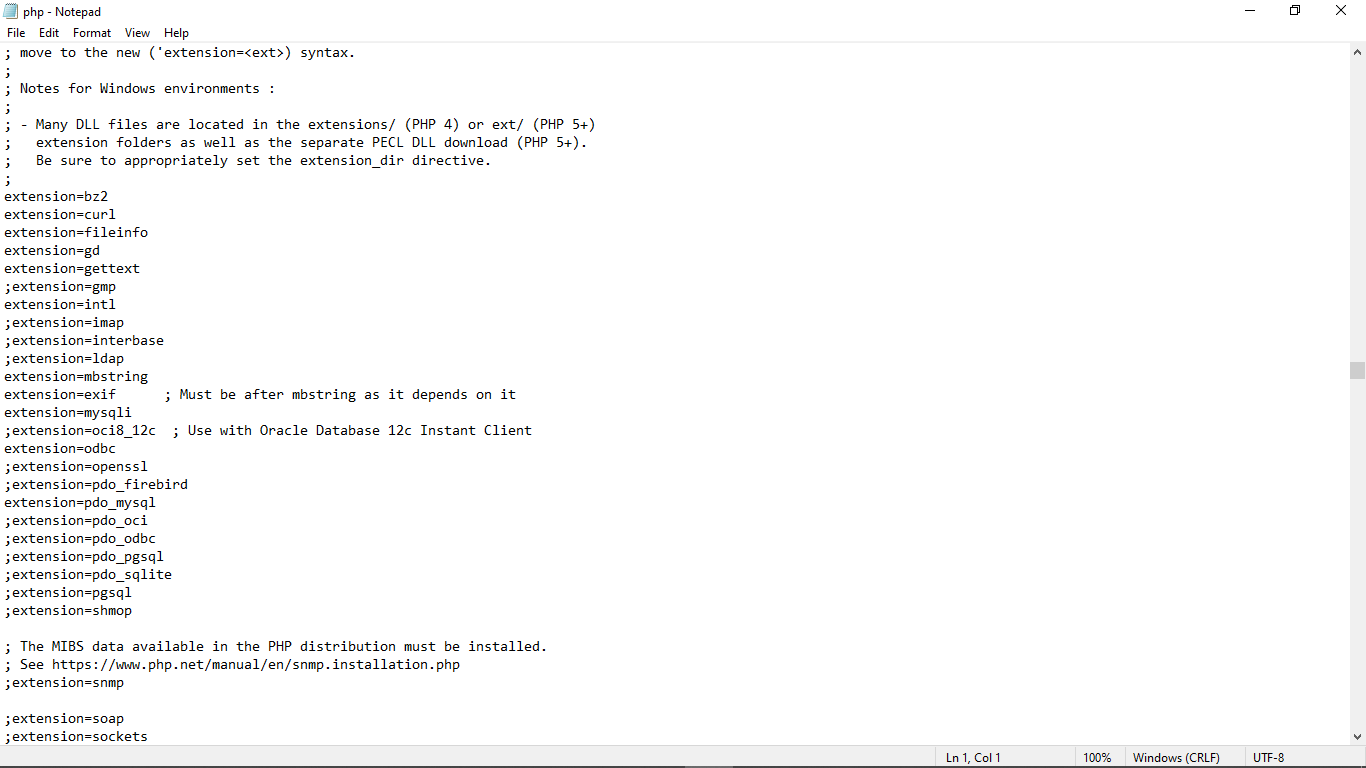 php - Notepad
File Edit Format View Help
; move to the new ('extension=<ext>) syntax.
;
; Notes for Windows environments :
;
; - Many DLL files are located in the extensions/ (PHP 4) or ext/ (PHP 5+)
;   extension folders as well as the separate PECL DLL download (PHP 5+).
;   Be sure to appropriately set the extension_dir directive.
;
extension=bz2
extension=curl
extension=fileinfo
extension=gd
extension=gettext
;extension=gmp
extension=intl
;extension=imap
;extension=interbase
;extension=ldap
extension=mbstring
extension=exif      ; Must be after mbstring as it depends on it
extension=mysqli
;extension=oci8_12c  ; Use with Oracle Database 12c Instant Client
extension=odbc
;extension=openssl
;extension=pdo_firebird
extension=pdo_mysql
;extension=pdo_oci
;extension=pdo_odbc
;extension=pdo_pgsql
;extension=pdo_sqlite
;extension=pgsql
;extension=shmop

; The MIBS data available in the PHP distribution must be installed.
; See https://www.php.net/manual/en/snmp.installation.php
;extension=snmp

;extension=soap
;extension=sockets
Ln 1, Col 1 100% Windows (CRLF) UTF-8